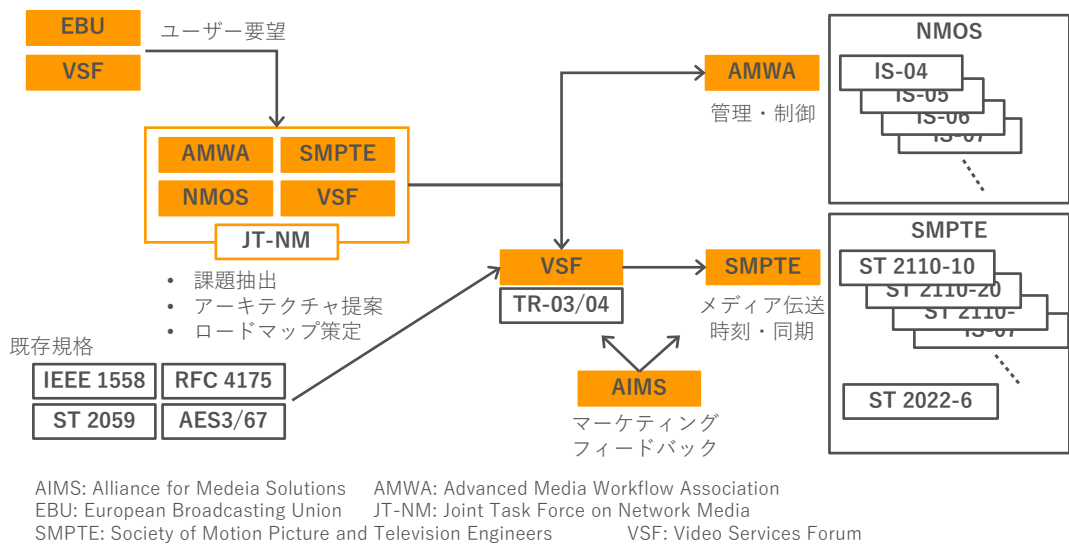 EBU
VSF
ユーザー要望
AMWA
SMPTE
NMOS
VSF
JT-NM
• 課題抽出
• アーキテクチャ提案
• ロードマップ策定
既存規格
IEEE 1558
RFC 4175
ST 2059
AES3/67
VSF
TR-03/04
AMWA
管理・制御
SMPTE
メディア伝送
時刻・同期
AIMS
マーケティング
フィードバック
NMOS
IS-04
IS-05
IS-06
IS-07
SMPTE
ST 2110-10
ST 2110-20
ST 2110-
IS-07
ST 2022-6
AIMS: Alliance for Medeia Solutions AMWA: Advanced Media Workflow Association
EBU: European Broadcasting Union JT-NM: Joint Task Force on Network Media
SMPTE: Society of Motion Picture and Television Engineers VSF: Video Services Forum